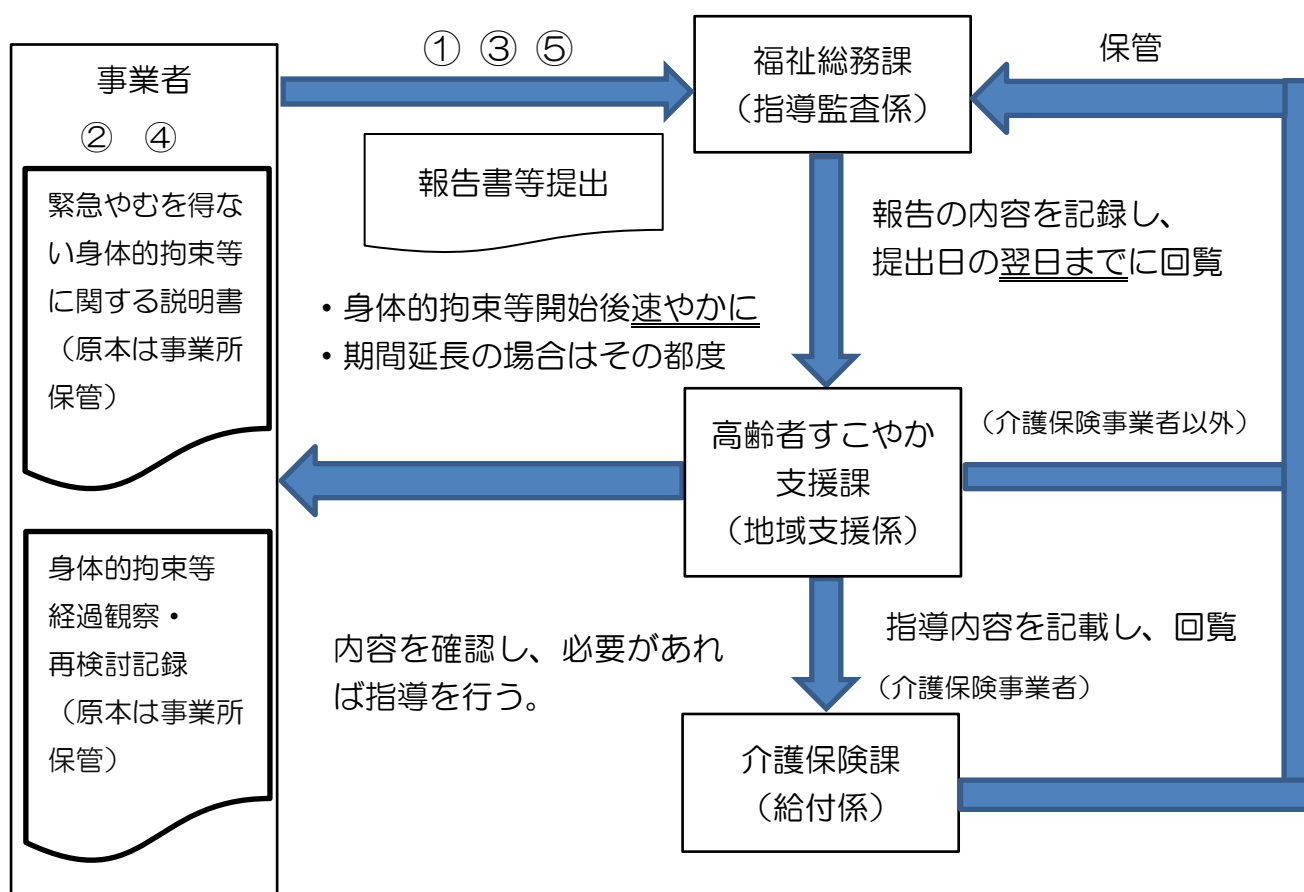 ① ③ ⑤
事業者
② ④
緊急やむを得な
い身体的拘束等
に関する説明書
（原本は事業所
保管）
身体的拘束等
経過観察・
再検討記録
（原本は事業所
保管）
報告書等提出
・身体的拘束等開始後速やかに
・期間延長の場合はその都度
福祉総務課
（指導監査係）
保管
報告の内容を記録し、
提出日の翌日までに回覧
高齢者すこやか
支援課
（地域支援係）
（介護保険事業者以外）
内容を確認し、必要があれ
ば指導を行う。
指導内容を記載し、回覧
（介護保険事業者）
介護保険課
（給付係）